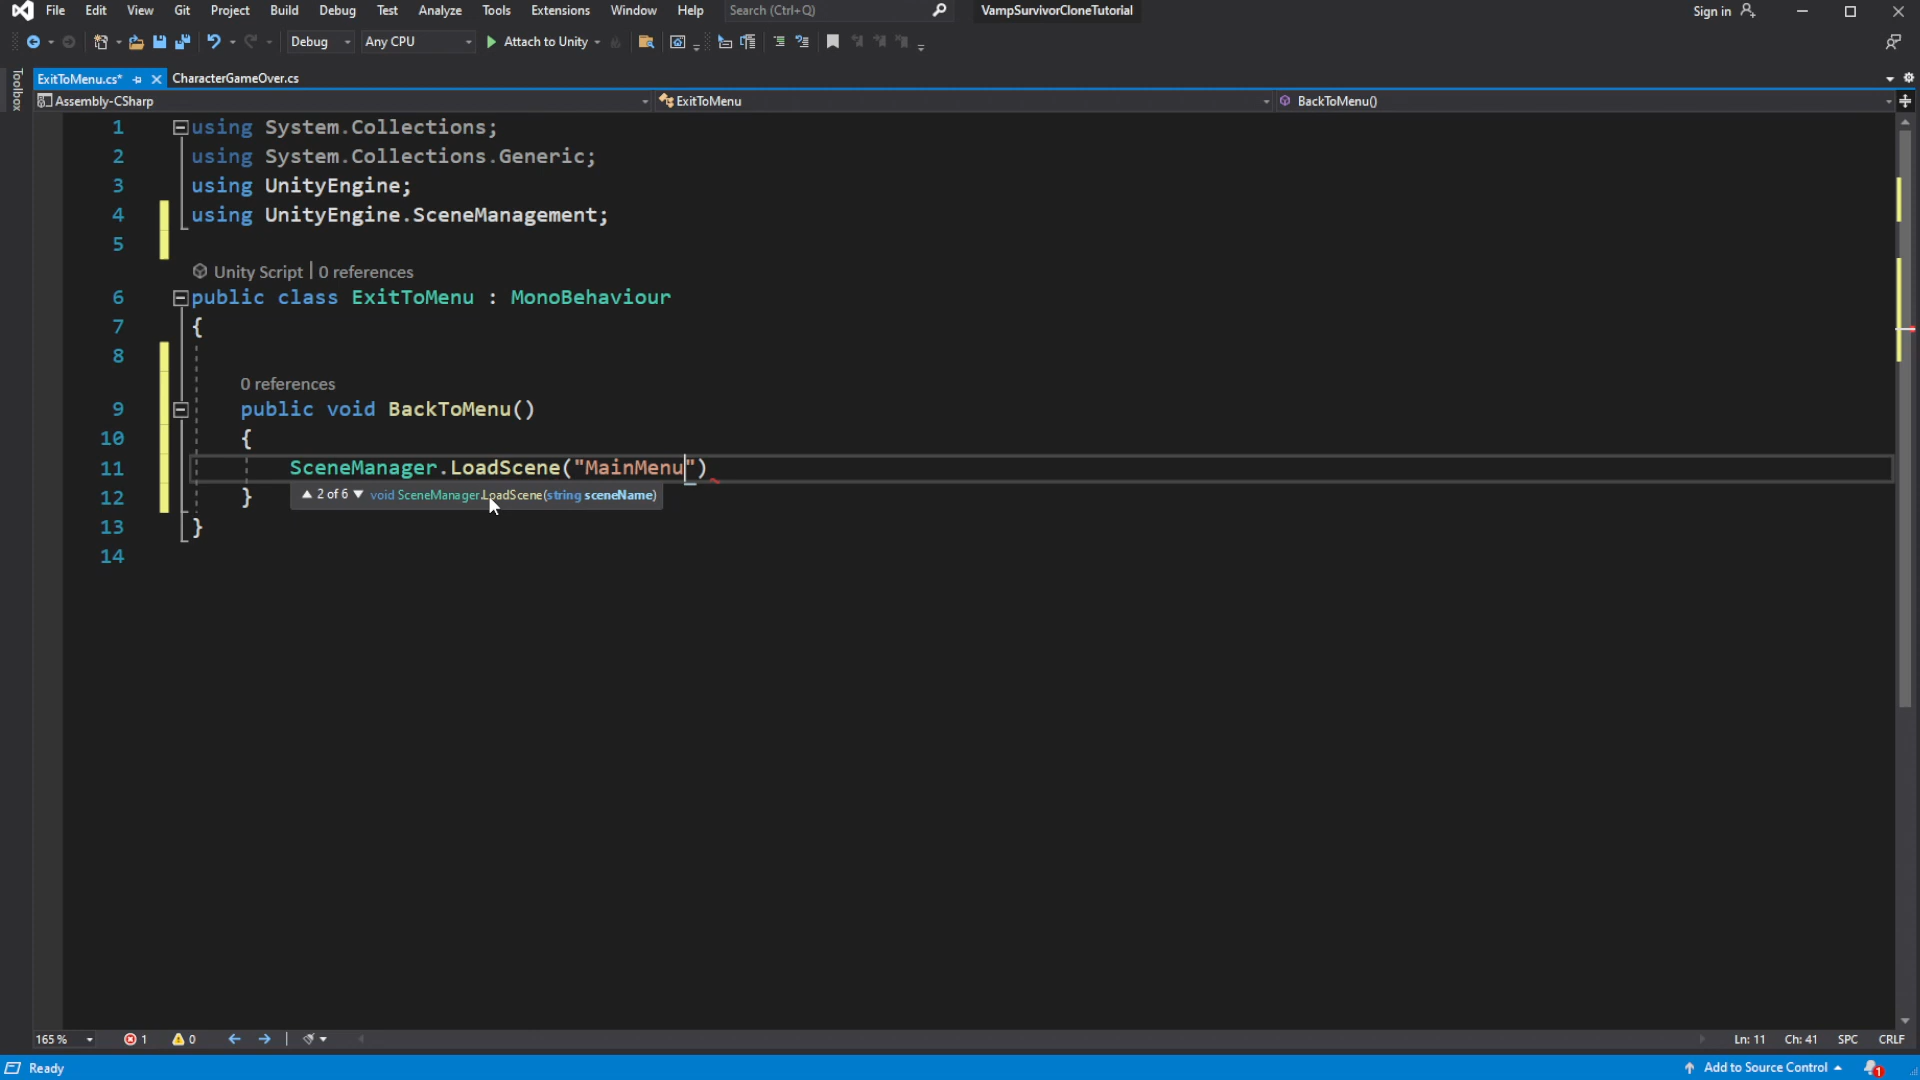 File Edit View Git Project Build Debug Test Analyze Tools Extensions Window Help Search (Ctrl+Q) VampSurvivorCloneTutorial Sign in
Debug Any CPU Attach to Unity
Toolbox
ExitToMenu.cs* CharacterGameOver.cs
Assembly-CSharp ExitToMenu BackToMenu()
1 using System.Collections;
2 using System.Collections.Generic;
3 using UnityEngine;
4 using UnityEngine.SceneManagement;
5
Unity Script | 0 references
6 public class ExitToMenu : MonoBehaviour
7 {
8
0 references
9 public void BackToMenu()
10 {
11 SceneManager.LoadScene("MainMenu")
12 }
2 of 6 void SceneManager.LoadScene(string sceneName)
13 }
14
165 % 1 0 Ln: 11 Ch: 41 SPC CRLF
Ready Add to Source Control 1